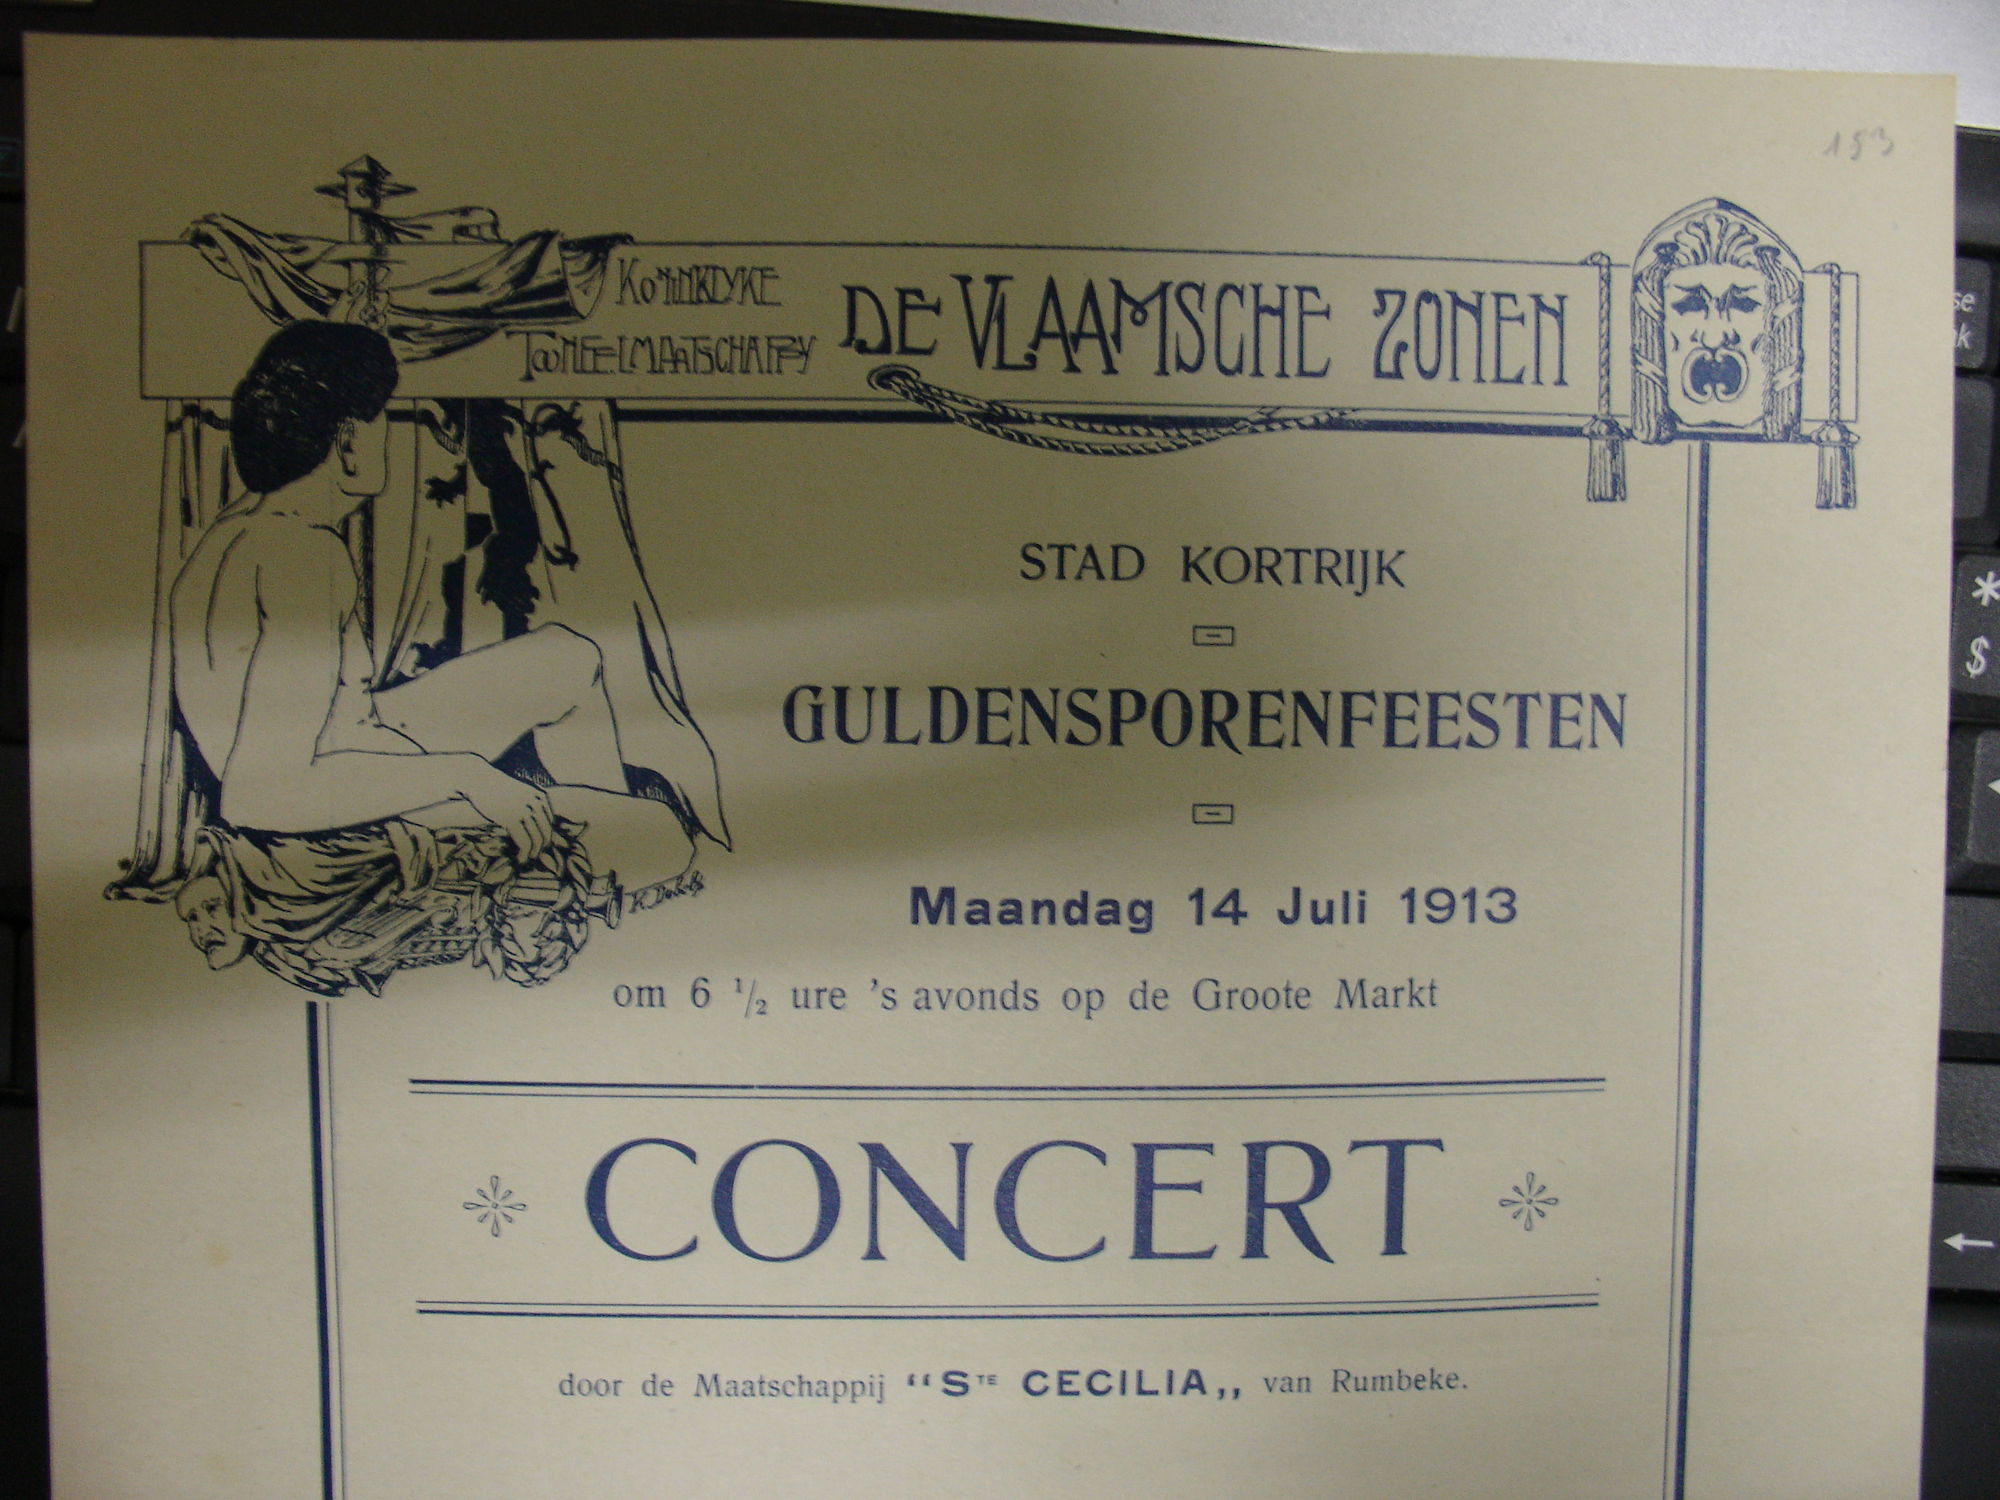 153
KONINKLYKE
TOONEELMAATSCHAPPY
DE VLAAMSCHE ZONEN
STAD KORTRIJK
GULDENSPORENFEESTEN
Maandag 14 Juli 1913
om 6 1/2 ure 's avonds op de Groote Markt
CONCERT
door de Maatschappij “STE CECILIA„ van Rumbeke.
se
k
*
$
←